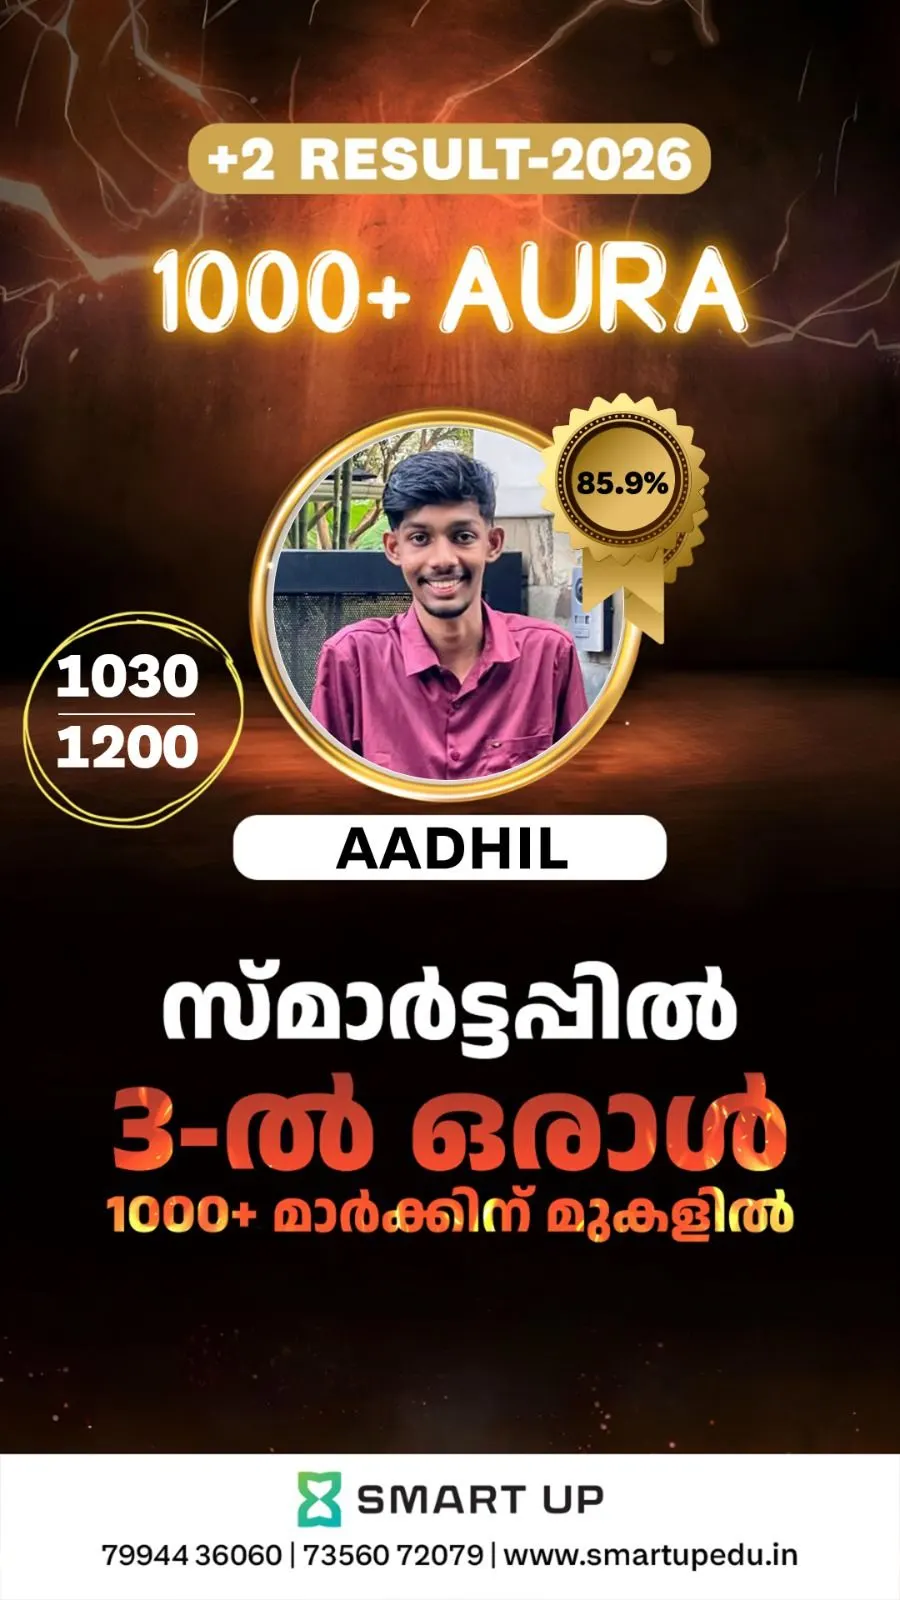 +2 RESULT-2026
1000+ AURA
85.9%
1030
1200
AADHIL
സ്മാർട്ടപ്പിൽ
3-ൽ ഒരാൾ
1000+ മാർക്കിന് മുകളിൽ
SMART UP
79944 36060 | 73560 72079 | www.smartupedu.in